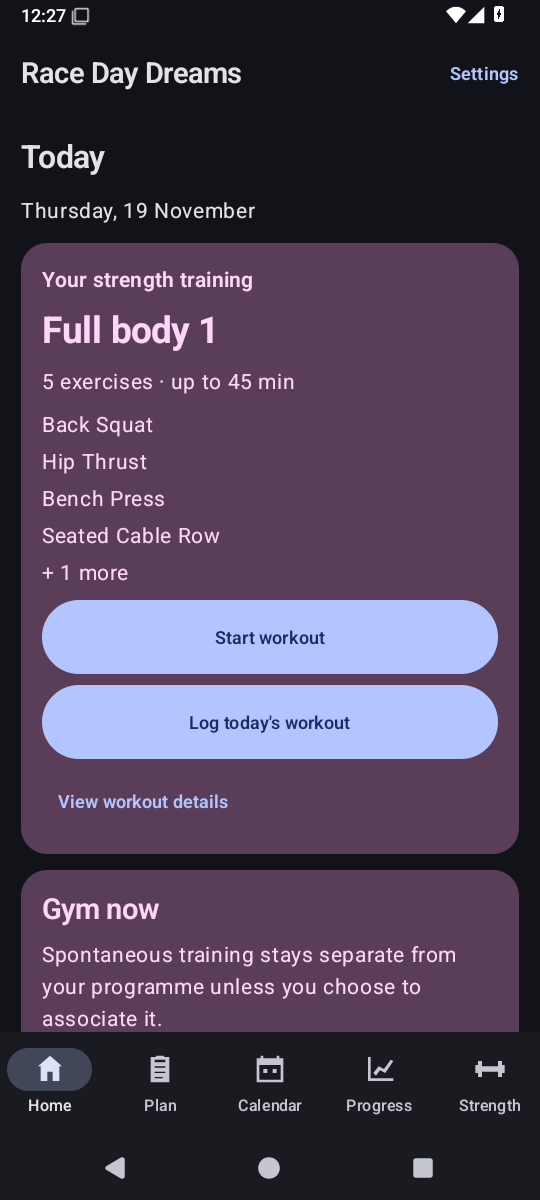 12:27
Race Day Dreams
Settings
Today
Thursday, 19 November
Your strength training
Full body 1
5 exercises · up to 45 min
Back Squat
Hip Thrust
Bench Press
Seated Cable Row
+ 1 more
Start workout
Log today's workout
View workout details
Gym now
Spontaneous training stays separate from
your programme unless you choose to
associate it.
Home
Plan
Calendar
Progress
Strength